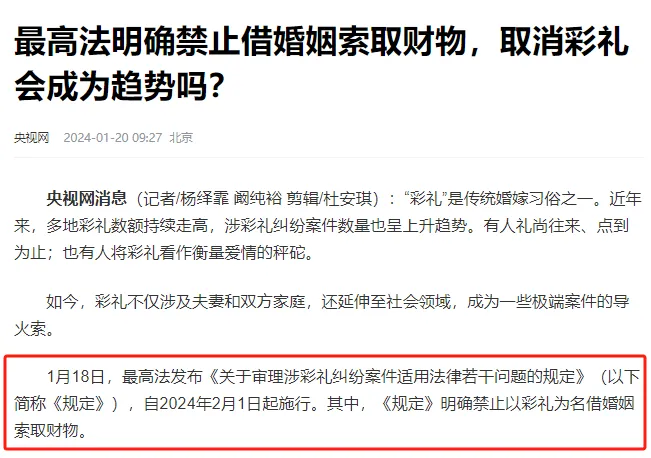 最高法明确禁止借婚姻索取财物，取消彩礼
会成为趋势吗？
央视网 2024-01-20 09:27 北京
央视网消息（记者/杨绎霏 阚纯裕 剪辑/杜安琪）：“彩礼”是传统婚嫁习俗之一。近年
来，多地彩礼数额持续走高，涉彩礼纠纷案件数量也呈上升趋势。有人礼尚往来、点到
为止；也有人将彩礼看作衡量爱情的秤砣。
如今，彩礼不仅涉及夫妻和双方家庭，还延伸至社会领域，成为一些极端案件的导
火索。
1月18日，最高法发布《关于审理涉彩礼纠纷案件适用法律若干问题的规定》（以下
简称《规定》），自2024年2月1日起施行。其中，《规定》明确禁止以彩礼为名借婚姻
索取财物。